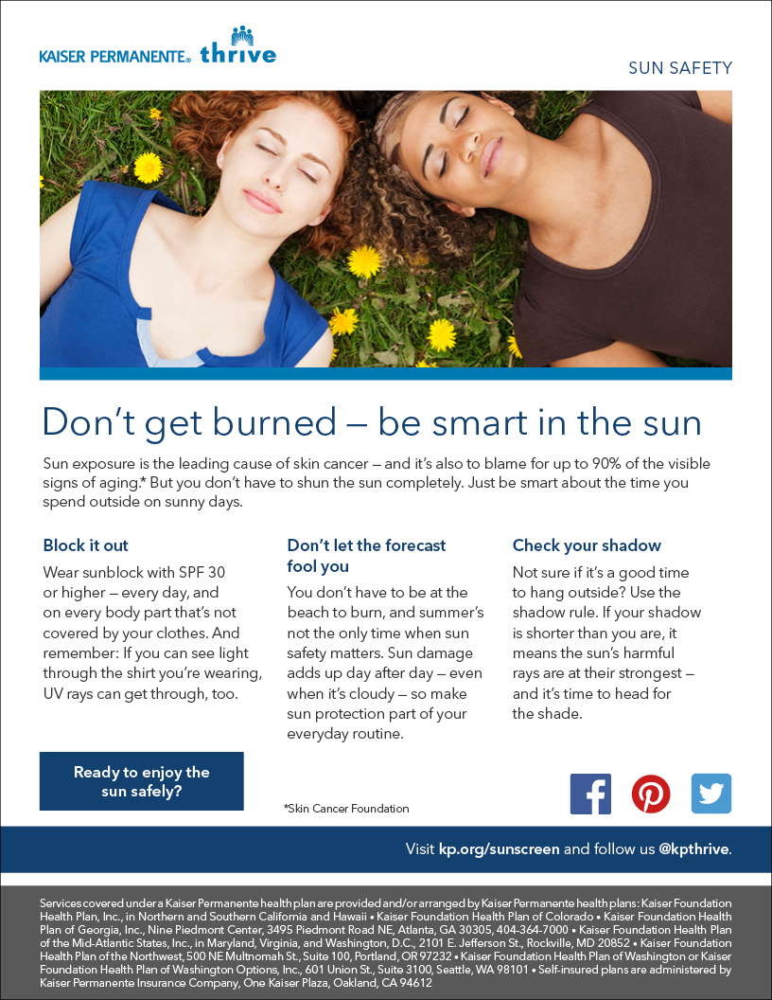 KAISER PERMANENTE® thrive
SUN SAFETY
Don't get burned – be smart in the sun
Sun exposure is the leading cause of skin cancer – and it's also to blame for up to 90% of the visible
signs of aging.* But you don't have to shun the sun completely. Just be smart about the time you
spend outside on sunny days.
Block it out
Wear sunblock with SPF 30
or higher – every day, and
on every body part that's not
covered by your clothes. And
remember: If you can see light
through the shirt you're wearing,
UV rays can get through, too.
Don't let the forecast
fool you
You don't have to be at the
beach to burn, and summer's
not the only time when sun
safety matters. Sun damage
adds up day after day – even
when it's cloudy – so make
sun protection part of your
everyday routine.
Check your shadow
Not sure if it's a good time
to hang outside? Use the
shadow rule. If your shadow
is shorter than you are, it
means the sun's harmful
rays are at their strongest –
and it's time to head for
the shade.
Ready to enjoy the
sun safely?
*Skin Cancer Foundation
Visit kp.org/sunscreen and follow us @kpthrive.
Services covered under a Kaiser Permanente health plan are provided and/or arranged by Kaiser Permanente health plans: Kaiser Foundation
Health Plan, Inc., in Northern and Southern California and Hawaii • Kaiser Foundation Health Plan of Colorado • Kaiser Foundation Health
Plan of Georgia, Inc., Nine Piedmont Center, 3495 Piedmont Road NE, Atlanta, GA 30305, 404-364-7000 • Kaiser Foundation Health Plan
of the Mid-Atlantic States, Inc., in Maryland, Virginia, and Washington, D.C., 2101 E. Jefferson St., Rockville, MD 20852 • Kaiser Foundation
Health Plan of the Northwest, 500 NE Multnomah St., Suite 100, Portland, OR 97232 • Kaiser Foundation Health Plan of Washington or Kaiser
Foundation Health Plan of Washington Options, Inc., 601 Union St., Suite 3100, Seattle, WA 98101 • Self-insured plans are administered by
Kaiser Permanente Insurance Company, One Kaiser Plaza, Oakland, CA 94612